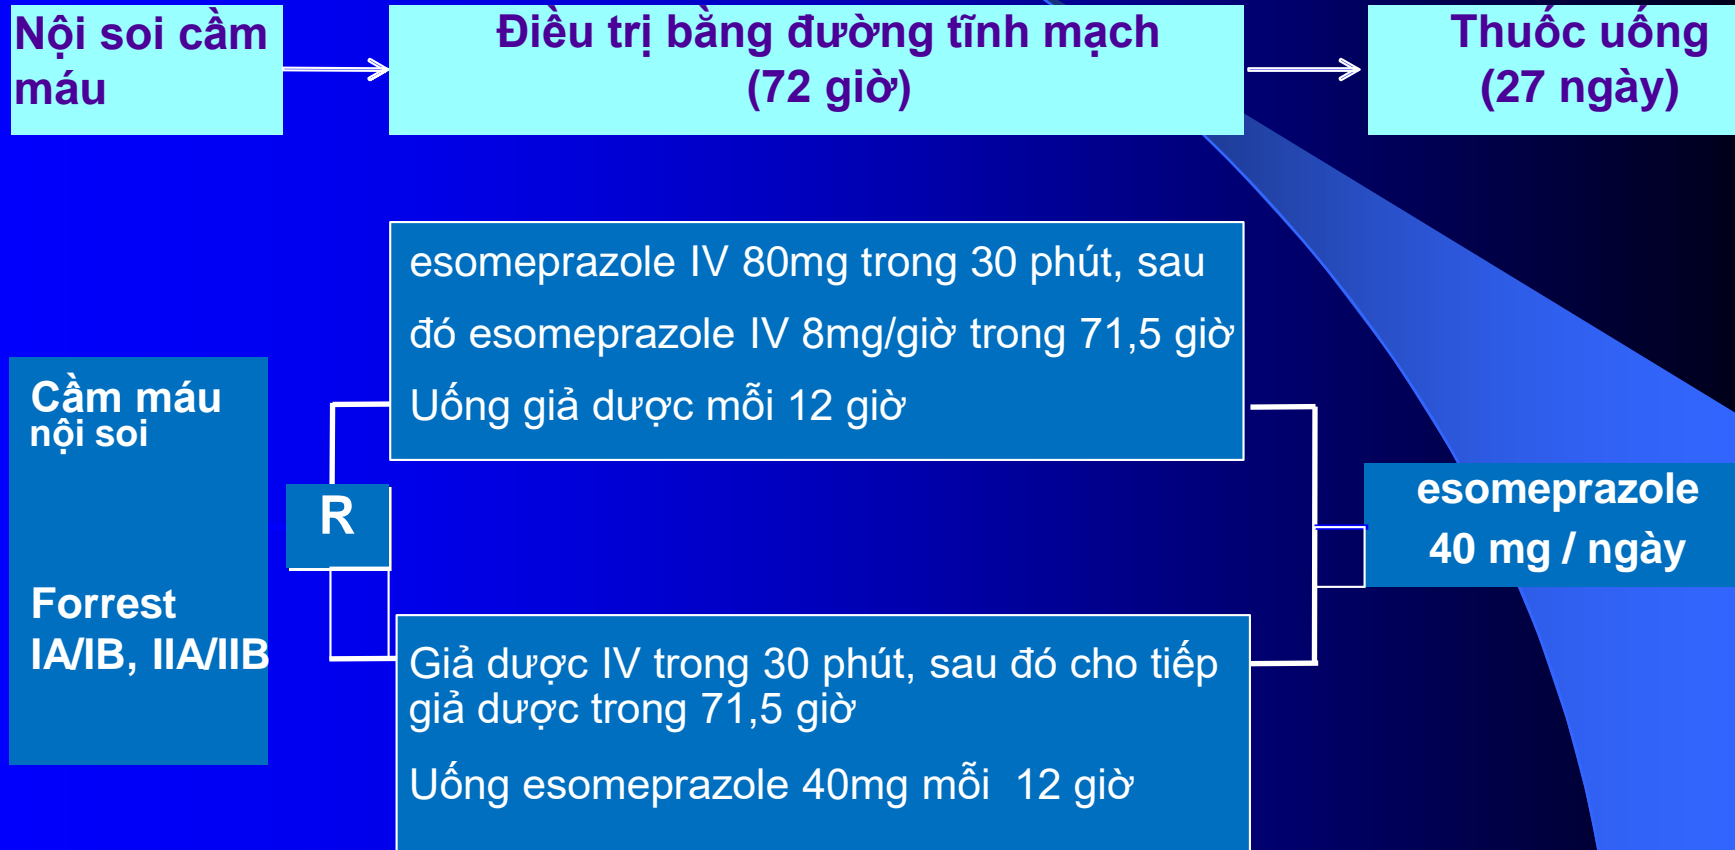 Nội soi cầm
máu
Điều trị bằng đường tĩnh mạch
(72 giờ)
Thuốc uống
(27 ngày)
esomeprazole IV 80mg trong 30 phút, sau
đó esomeprazole IV 8mg/giờ trong 71,5 giờ
Uống giả dược mỗi 12 giờ
Cầm máu
nội soi
Forrest
IA/IB, IIA/IIB
R
Giả dược IV trong 30 phút, sau đó cho tiếp
giả dược trong 71,5 giờ
Uống esomeprazole 40mg mỗi 12 giờ
esomeprazole
40 mg / ngày